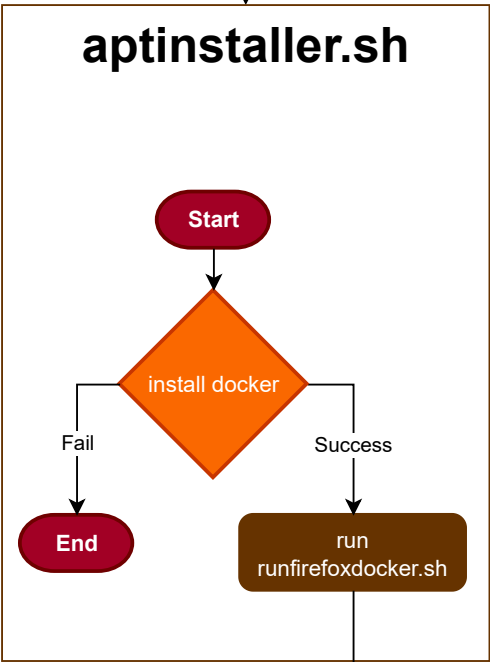 aptinstaller.sh
Start
install docker
Fail
Success
End
run
runfirefoxdocker.sh